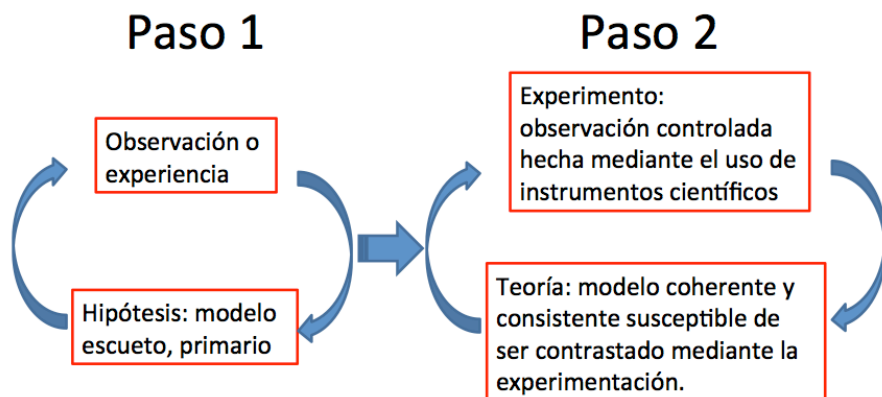 Paso 1
Observación o
experiencia
Hipótesis: modelo
escueto, primario
Paso 2
Experimento:
observación controlada
hecha mediante el uso de
instrumentos científicos
Teoría: modelo coherente y
consistente susceptible de
ser contrastado mediante la
experimentación.